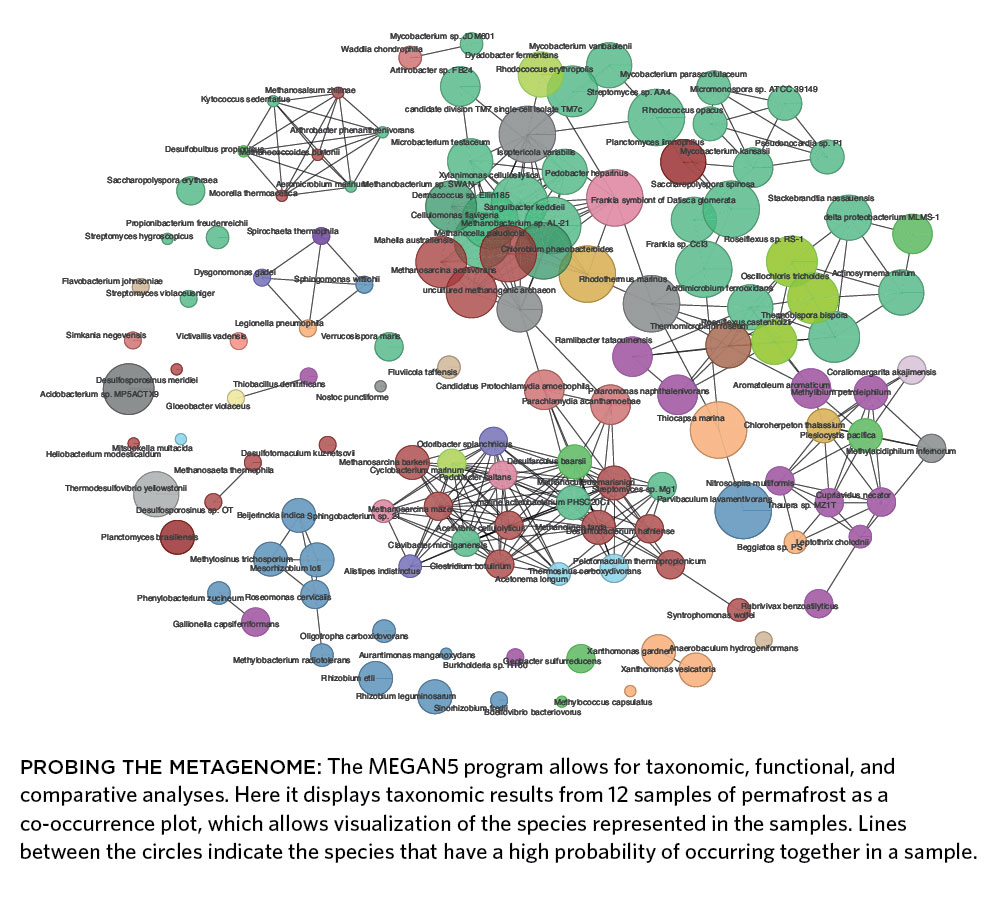 Mycobacterium sp. JDM601
Waddlia chondrophila
Mycobacterium vanbaalenii
Dyadobacter fermentans
Arthrobacter sp. FB24
Rhodococcus erythropolis
Mycobacterium parascrofulaceum
Methanosalsum zhilinae
Streptomyces sp. AA4
Micromonospora sp. ATCC 39149
Kytococcus sedentarius
candidate division TM7 single-cell isolate TM7c
Rhodococcus opacus
Arthrobacter phenanthrenivorans
Microbacterium testaceum
Planctomyces limnophilus
Pseudonocardia sp. P1
Desulfobulbus propionicus
Isoptericola variabilis
Mycobacterium kansasii
Xylanimonas cellulosilytica
Pedobacter heparinus
Saccharopolyspora erythraea
Aeromicrobium marinum
Methanobacterium sp. SWAN-1
Saccharopolyspora spinosa
Moorella thermoacetica
Dermacoccus sp. Ellin185
Frankia symbiont of Datisca glomerata
Stackebrandtia nassauensis
Sanguibacter keddieii
Cellulomonas flavigena
delta proteobacterium MLMS-1
Propionibacterium freudenreichii
Methanobacterium sp. AL-21
Spirochaeta thermophila
Methanocella paludicola
Streptomyces hygroscopicus
Mahella australiensis
Roseiflexus sp. RS-1
Frankia sp. CcI3
Chlorobium phaeobacteroides
Dysgonomonas gadei
Methanosarcina acetivorans
Oscillochloris trichoides
Actinosynnema mirum
Flavobacterium johnsoniae
Sphingomonas wittichii
Rhodothermus marinus
Acidimicrobium ferrooxidans
uncultured methanogenic archaeon
Streptomyces violaceusniger
Thermobispora bispora
Legionella pneumophila
Roseiflexus castenholzii
Thermomicrobium roseum
Simkania negevensis
Victivallis vadensis
Verrucosispora maris
Ramlibacter tataouinensis
Fluviicola taffensis
Coraliomargarita akajimensis
Desulfosporosinus meridiei
Thiobacillus denitrificans
Candidatus Protochlamydia amoebophila
Aromatoleum aromaticum
Acidobacterium sp. MP5ACTX9
Nostoc punctiforme
Polaromonas naphthalenivorans
Methylibium petroleiphilum
Gloeobacter violaceus
Parachlamydia acanthamoebae
Thiocapsa marina
Chloroherpeton thalassium
Plesiocystis pacifica
Mitsuokella multacida
Odoribacter splanchnicus
Heliobacterium modesticaldum
Desulfotomaculum kuznetsovii
Methylacidiphilum infernorum
Methanosarcina barkeri
Desulfarculus baarsii
Methanosaeta thermophila
Cyclobacterium marinum
Pedobacter saltans
Nitrosospira multiformis
Thermodesulfovibrio yellowstonii
Streptomyces sp. Mg1
Cupriavidus necator
Parvibaculum lavamentivorans
Thauera sp. MZ1T
Desulfosporosinus sp. OT
Methanosarcina mazei
Beijerinckia indica
Sphingobacterium sp. 21
Acetivibrio cellulolyticus
Planctomyces brasiliensis
Clavibacter michiganensis
Leptothrix cholodnii
Beggiatoa sp. PS
Methylosinus trichosporium
Mesorhizobium loti
Clostridium botulinum
Pelotomaculum thermopropionicum
Alistipes indistinctus
Thermosinus carboxydivorans
Acetonema longum
Phenylobacterium zucineum
Roseomonas cervicalis
Rubrivivax benzoatilyticus
Syntrophomonas wolfei
Gallionella capsiferriformans
Oligotropha carboxidovorans
Anaerobaculum hydrogeniformans
Xanthomonas gardneri
Aurantimonas manganoxydans
Methylobacterium radiotolerans
Geobacter sulfurreducens
Burkholderia sp. H160
Xanthomonas vesicatoria
Rhizobium etli
Rhizobium leguminosarum
Methylococcus capsulatus
Sinorhizobium fredii
Bdellovibrio bacteriovorus
PROBING THE METAGENOME: The MEGAN5 program allows for taxonomic, functional, and
comparative analyses. Here it displays taxonomic results from 12 samples of permafrost as a
co-occurrence plot, which allows visualization of the species represented in the samples. Lines
between the circles indicate the species that have a high probability of occurring together in a sample.